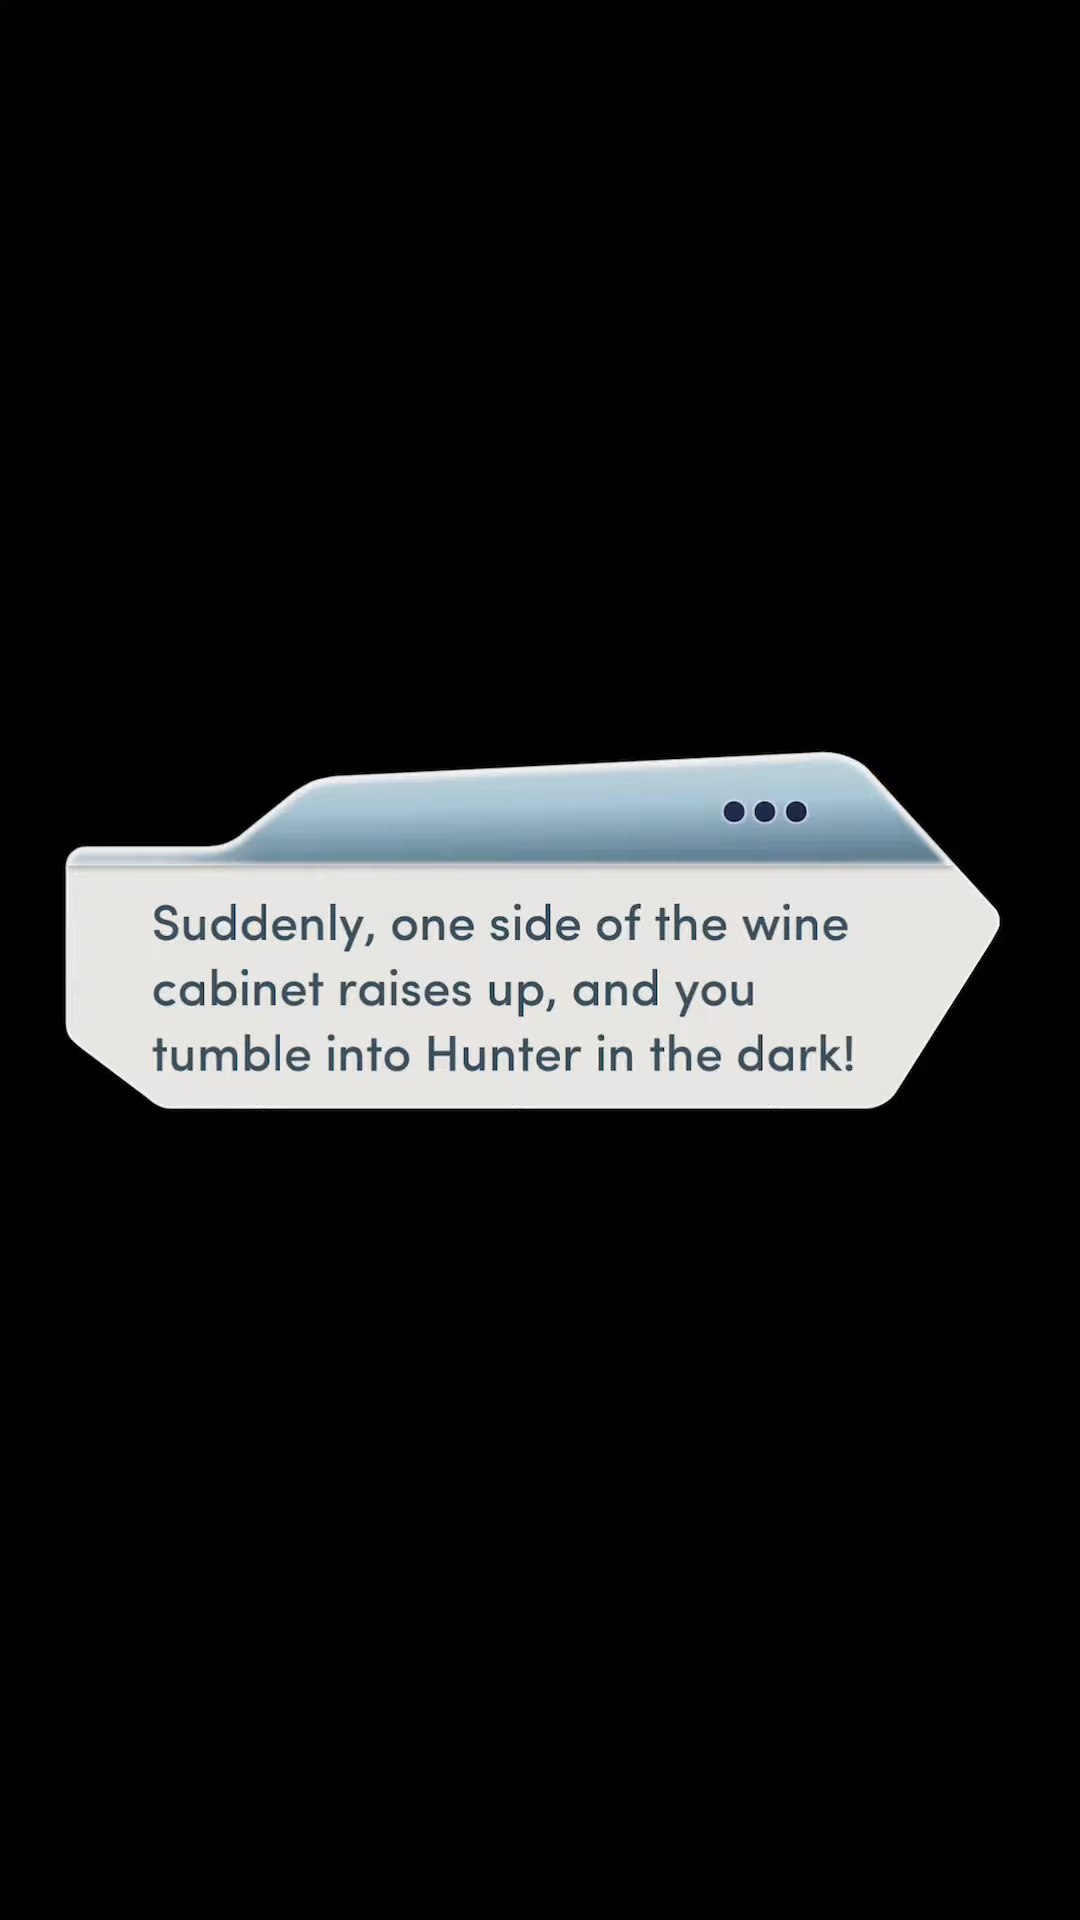 Suddenly, one side of the wine
cabinet raises up, and you
tumble into Hunter in the dark!